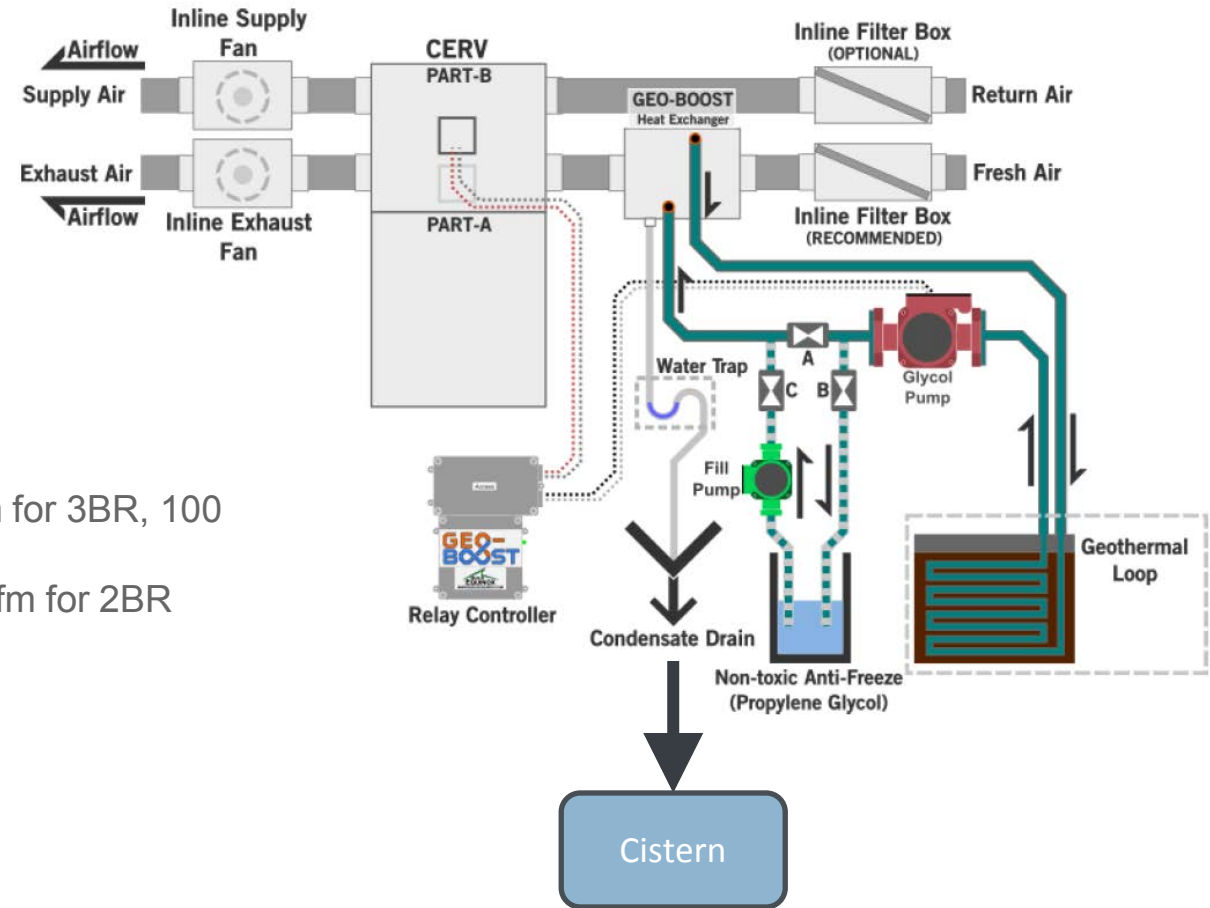 Inline Supply
Fan
Airflow
Supply Air
CERV
PART-B
Inline Filter Box
(OPTIONAL)
Return Air
GEO-BOOST
Heat Exchanger
Exhaust Air
Airflow
Inline Exhaust
Fan
PART-A
Fresh Air
Inline Filter Box
(RECOMMENDED)
Water Trap
A
C
B
Glycol
Pump
Fill
Pump
for 3BR, 100
fm for 2BR
GEO-
BOOST
EQUINOX
Relay Controller
Condensate Drain
Geothermal
Loop
Non-toxic Anti-Freeze
(Propylene Glycol)
Cistern